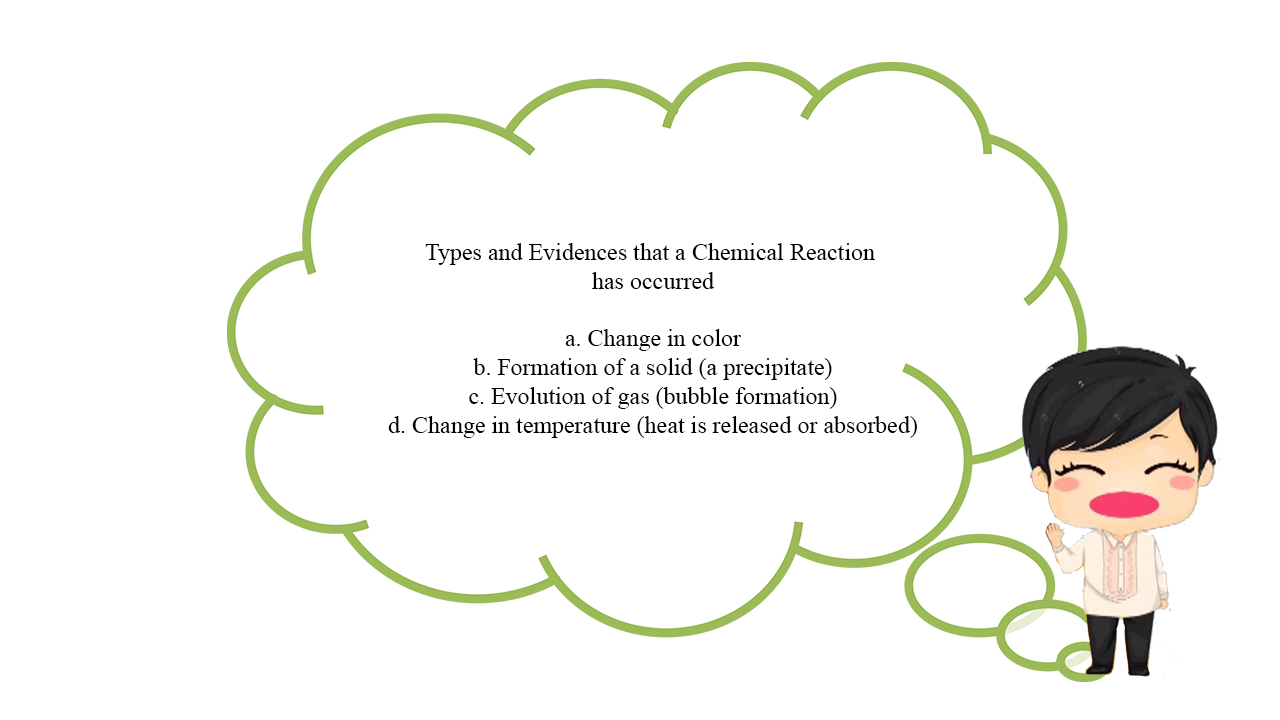 Types and Evidences that a Chemical Reaction
has occurred
a. Change in color
b. Formation of a solid (a precipitate)
c. Evolution of gas (bubble formation)
d. Change in temperature (heat is released or absorbed)